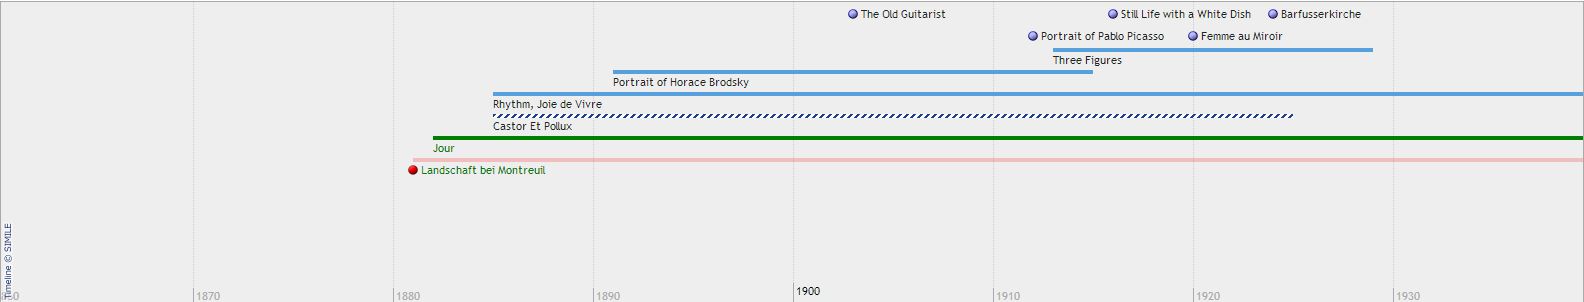 The Old Guitarist
Still Life with a White Dish
Barfusserkirche
Portrait of Pablo Picasso
Femme au Miroir
Three Figures
Portrait of Horace Brodsky
Rhythm, Joie de Vivre
Castor Et Pollux
Jour
Landschaft bei Montreuil
Timeline © SIMILE
1870
1880
1890
1900
1910
1920
1930